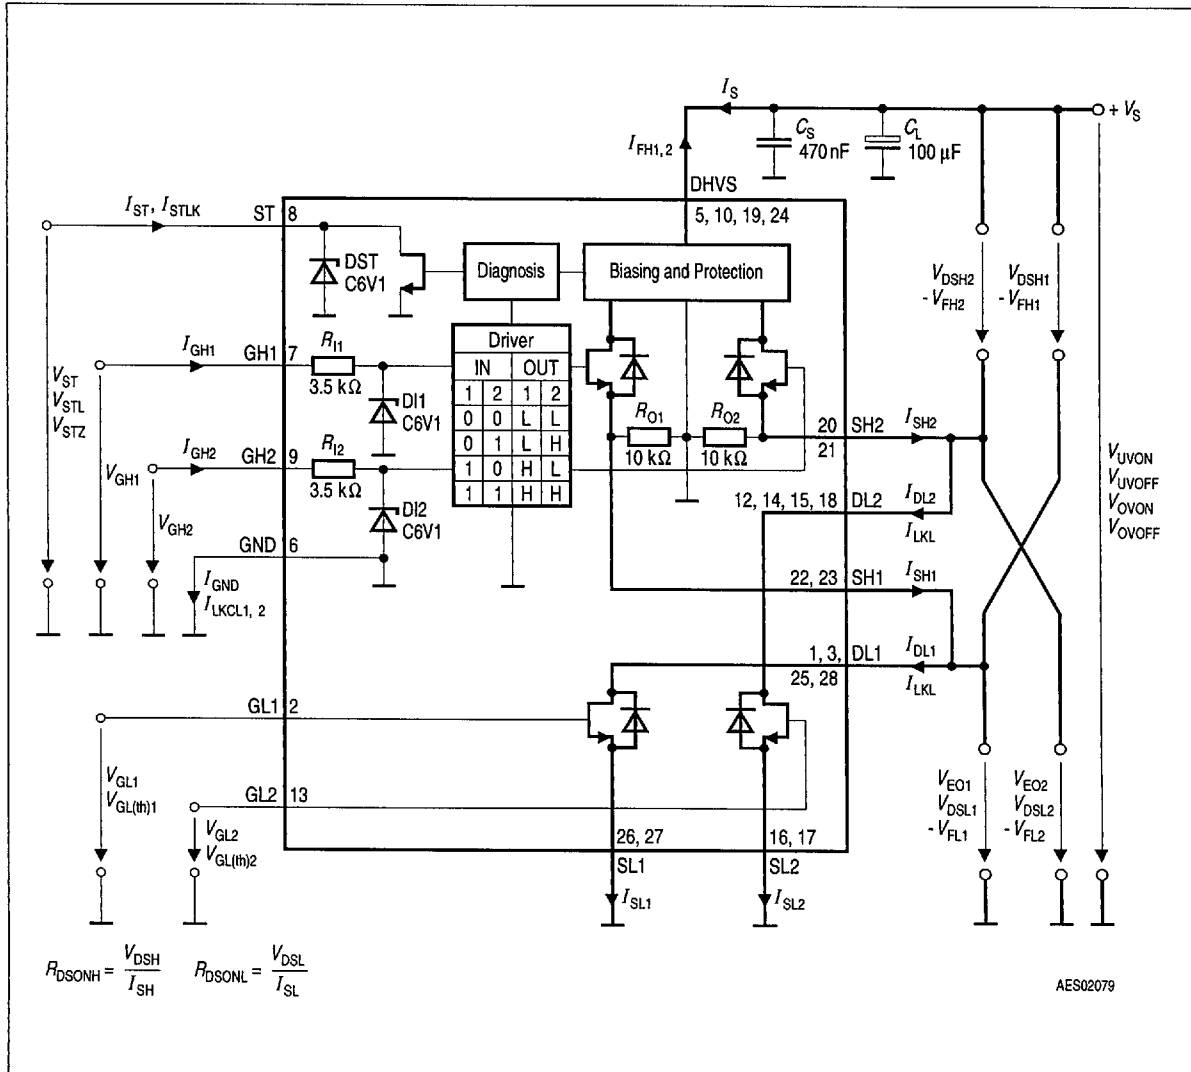 I_S
+ V_S
C_S
470 nF
C_L
100 µF
I_FH1,2
DHVS
5, 10, 19, 24
I_ST, I_STLK
ST
8
DST
C6V1
Diagnosis
Biasing and Protection
V_DSH2
- V_FH2
V_DSH1
- V_FH1
I_GH1
GH1
7
R_I1
3.5 kΩ
DI1
C6V1
Driver
IN OUT
1 2 1 2
0 0 L L
0 1 L H
1 0 H L
1 1 H H
V_ST
V_STL
V_STZ
R_O1
10 kΩ
R_O2
10 kΩ
20
21
SH2
I_SH2
I_GH2
GH2
9
R_I2
3.5 kΩ
DI2
C6V1
V_GH1
V_GH2
12, 14, 15, 18
DL2
I_DL2
I_LKL
V_UVON
V_UVOFF
V_OVON
V_OVOFF
GND
6
I_GND
I_LKCL1, 2
22, 23
SH1
I_SH1
1, 3,
25, 28
DL1
I_DL1
I_LKL
GL1
2
V_GL1
V_GL(th)1
GL2
13
V_GL2
V_GL(th)2
V_EO1
V_DSL1
- V_FL1
V_EO2
V_DSL2
- V_FL2
26, 27
SL1
I_SL1
16, 17
SL2
I_SL2
R_DSONH = V_DSH / I_SH
R_DSONL = V_DSL / I_SL
AES02079